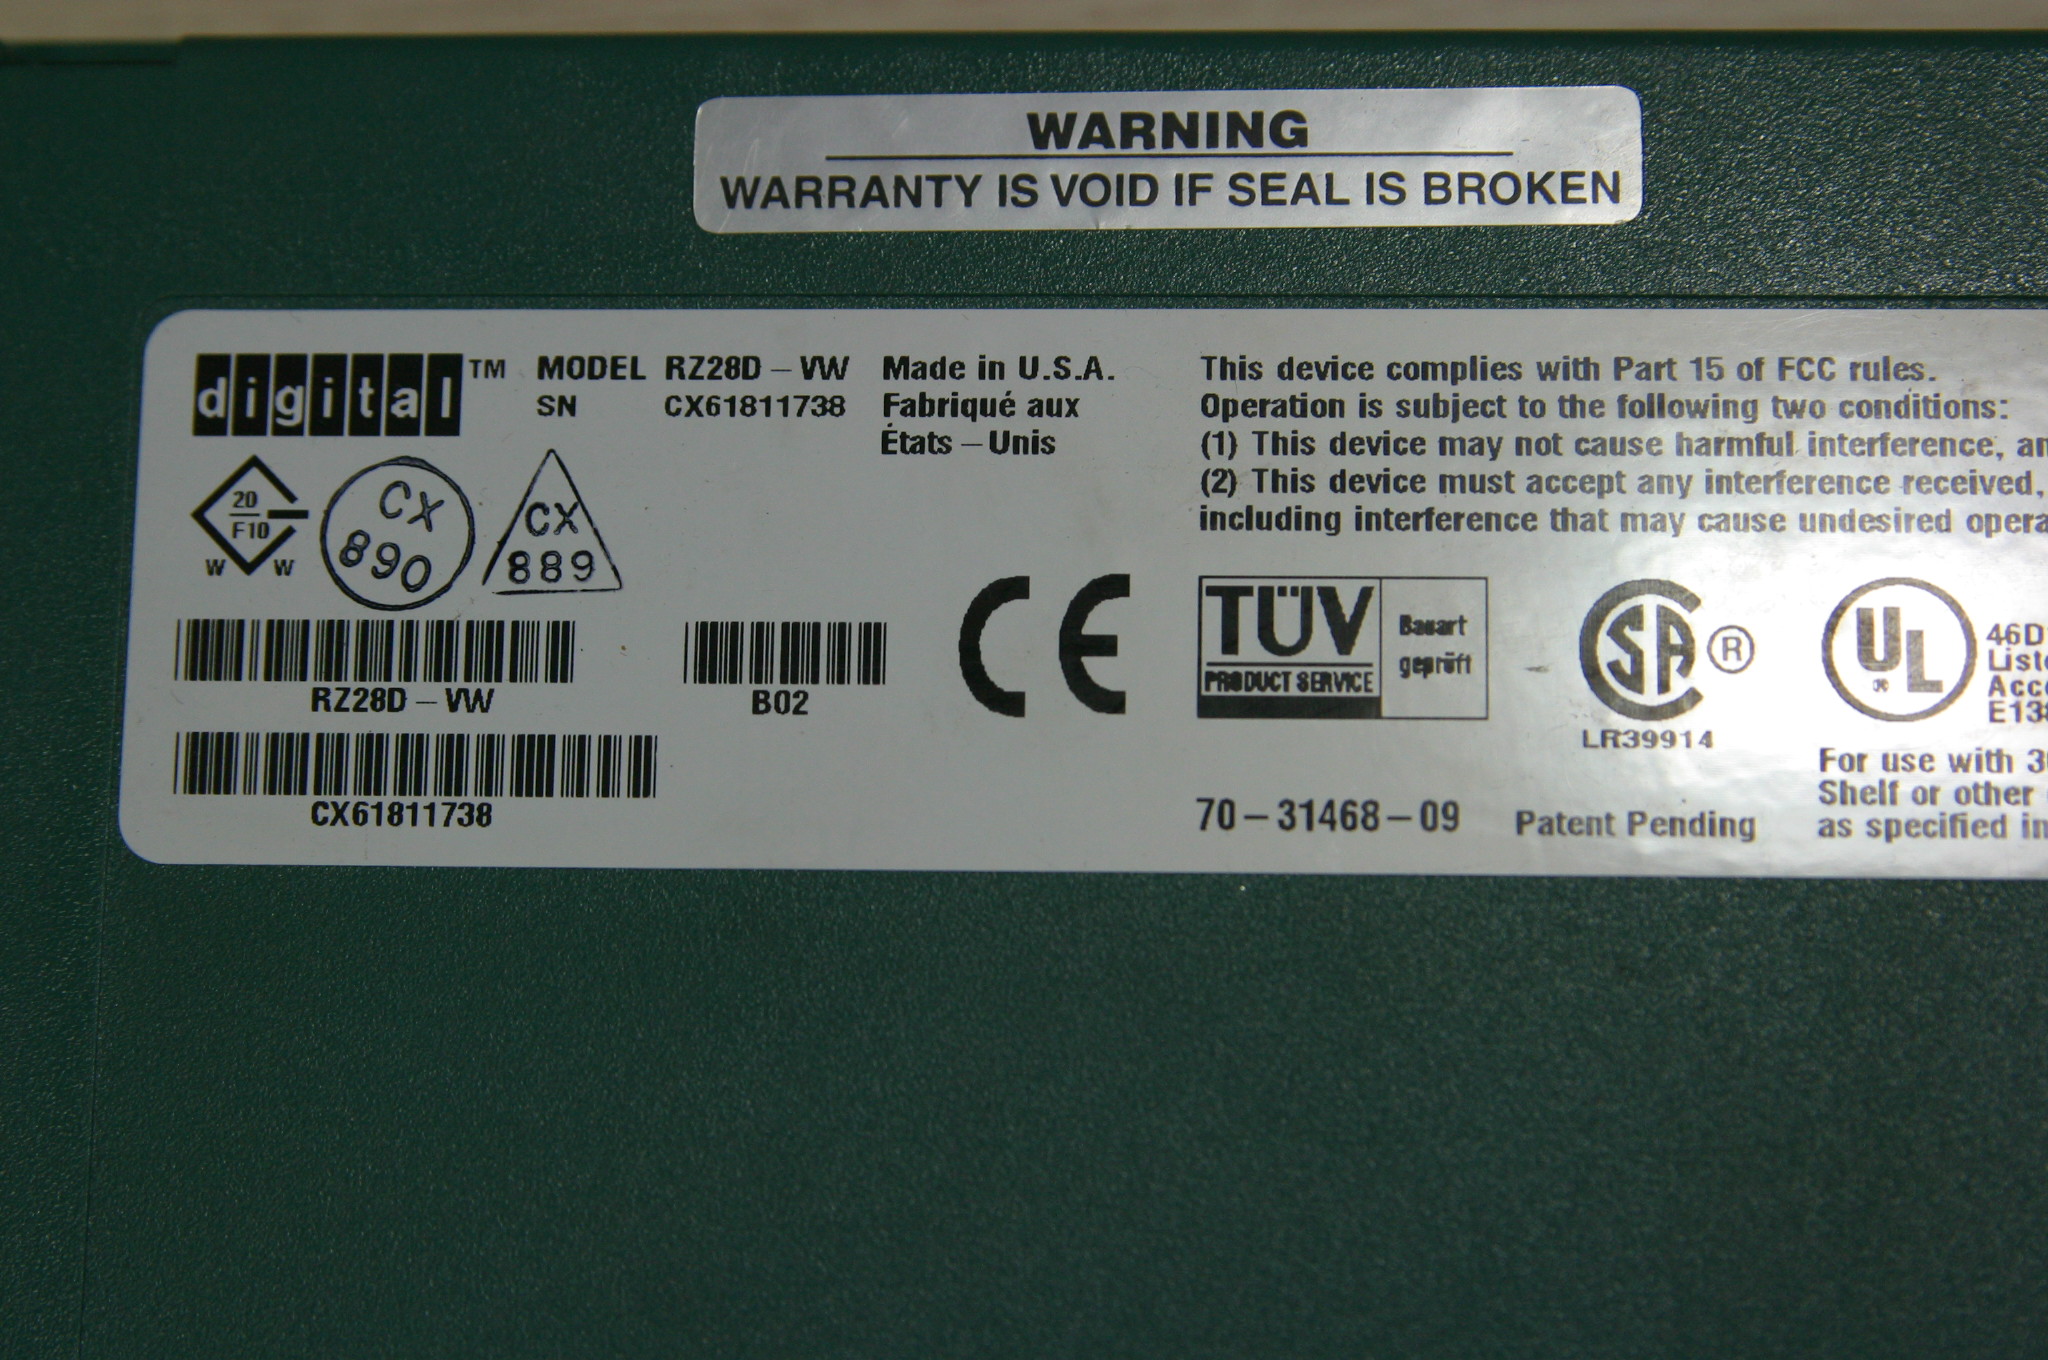 WARNING
WARRANTY IS VOID IF SEAL IS BROKEN
digital™ MODEL RZ28D – VW Made in U.S.A.
SN CX61811738 Fabriqué aux
États – Unis
This device complies with Part 15 of FCC rules.
Operation is subject to the following two conditions:
(1) This device may not cause harmful interference,
(2) This device must accept any interference received,
including interference that may cause undesired
20
F10
W W
CX
890
CX
889
RZ28D – VW
B02
CX61811738
CE
TÜV
PRODUCT SERVICE
Bauart
geprüft
SA ®
LR39914
UL
46D
70 – 31468 – 09
Patent Pending
For use with
Shelf or other
as specified in